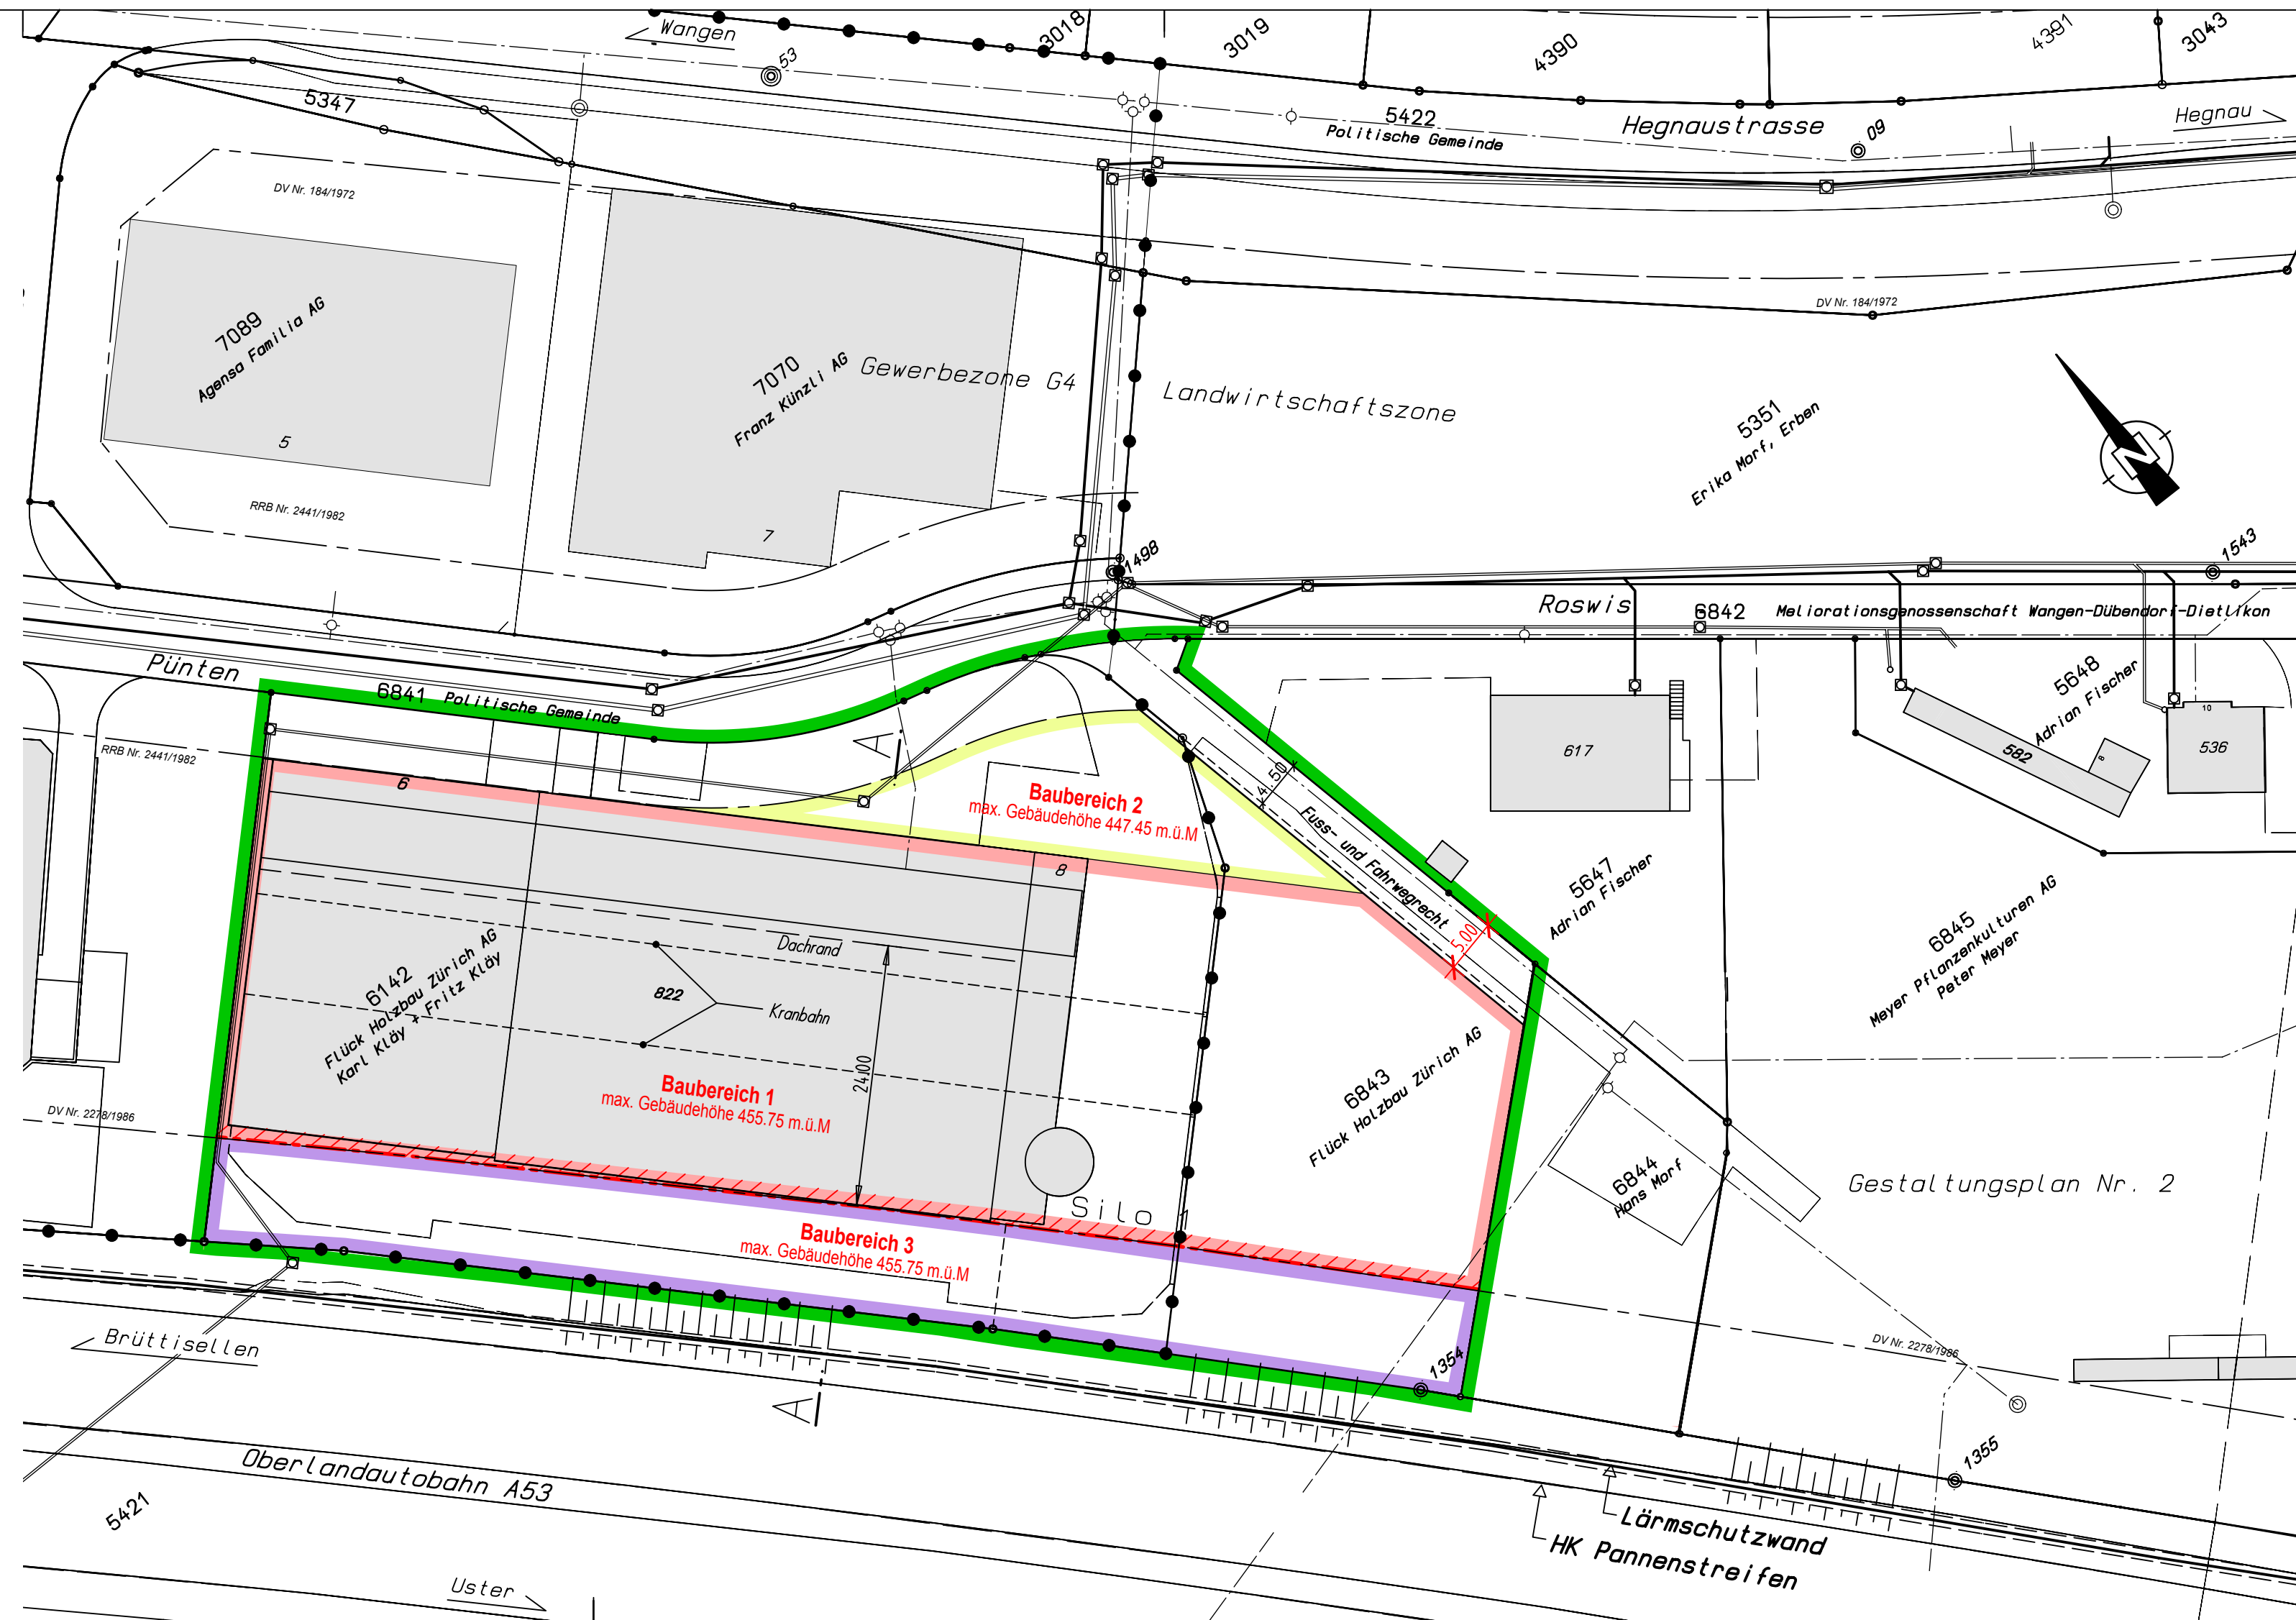 Wangen
53
3018
3019
4390
4391
3043
5347
5422
Politische Gemeinde
Hegnaustrasse
60
Hegnau
DV Nr. 184/1972
7089
Agensa Familia AG
5
7070
Franz Künzli AG
7
Gewerbezone G4
Landwirtschaftszone
DV Nr. 184/1972
5351
Erika Morf, Erben
N
RRB Nr. 2441/1982
1498
1543
Roswis
6842
Meliorationsgenossenschaft Wangen-Dübendorf-Dietlikon
Pünten
6841 Politische Gemeinde
RRB Nr. 2441/1982
6
A
Baubereich 2
max. Gebäudehöhe 447.45 m.ü.M
4.50
Fuss- und Fahrwegrecht
617
5648
Adrian Fischer
582
8
10
536
8
5647
Adrian Fischer
5.00
6845
Meyer Pflanzenkulturen AG
Peter Meyer
Dachrand
6142
Flück Holzbau Zürich AG
Karl Kläy + Fritz Kläy
822
Kranbahn
24.00
Baubereich 1
max. Gebäudehöhe 455.75 m.ü.M
6843
Flück Holzbau Zürich AG
DV Nr. 2278/1986
6844
Hans Morf
Gestaltungsplan Nr. 2
Silo 1
Baubereich 3
max. Gebäudehöhe 455.75 m.ü.M
Brüttisellen
A
1354
DV Nr. 2278/1986
1355
Oberlandautobahn A53
5421
Lärmschutzwand
HK Pannenstreifen
Uster